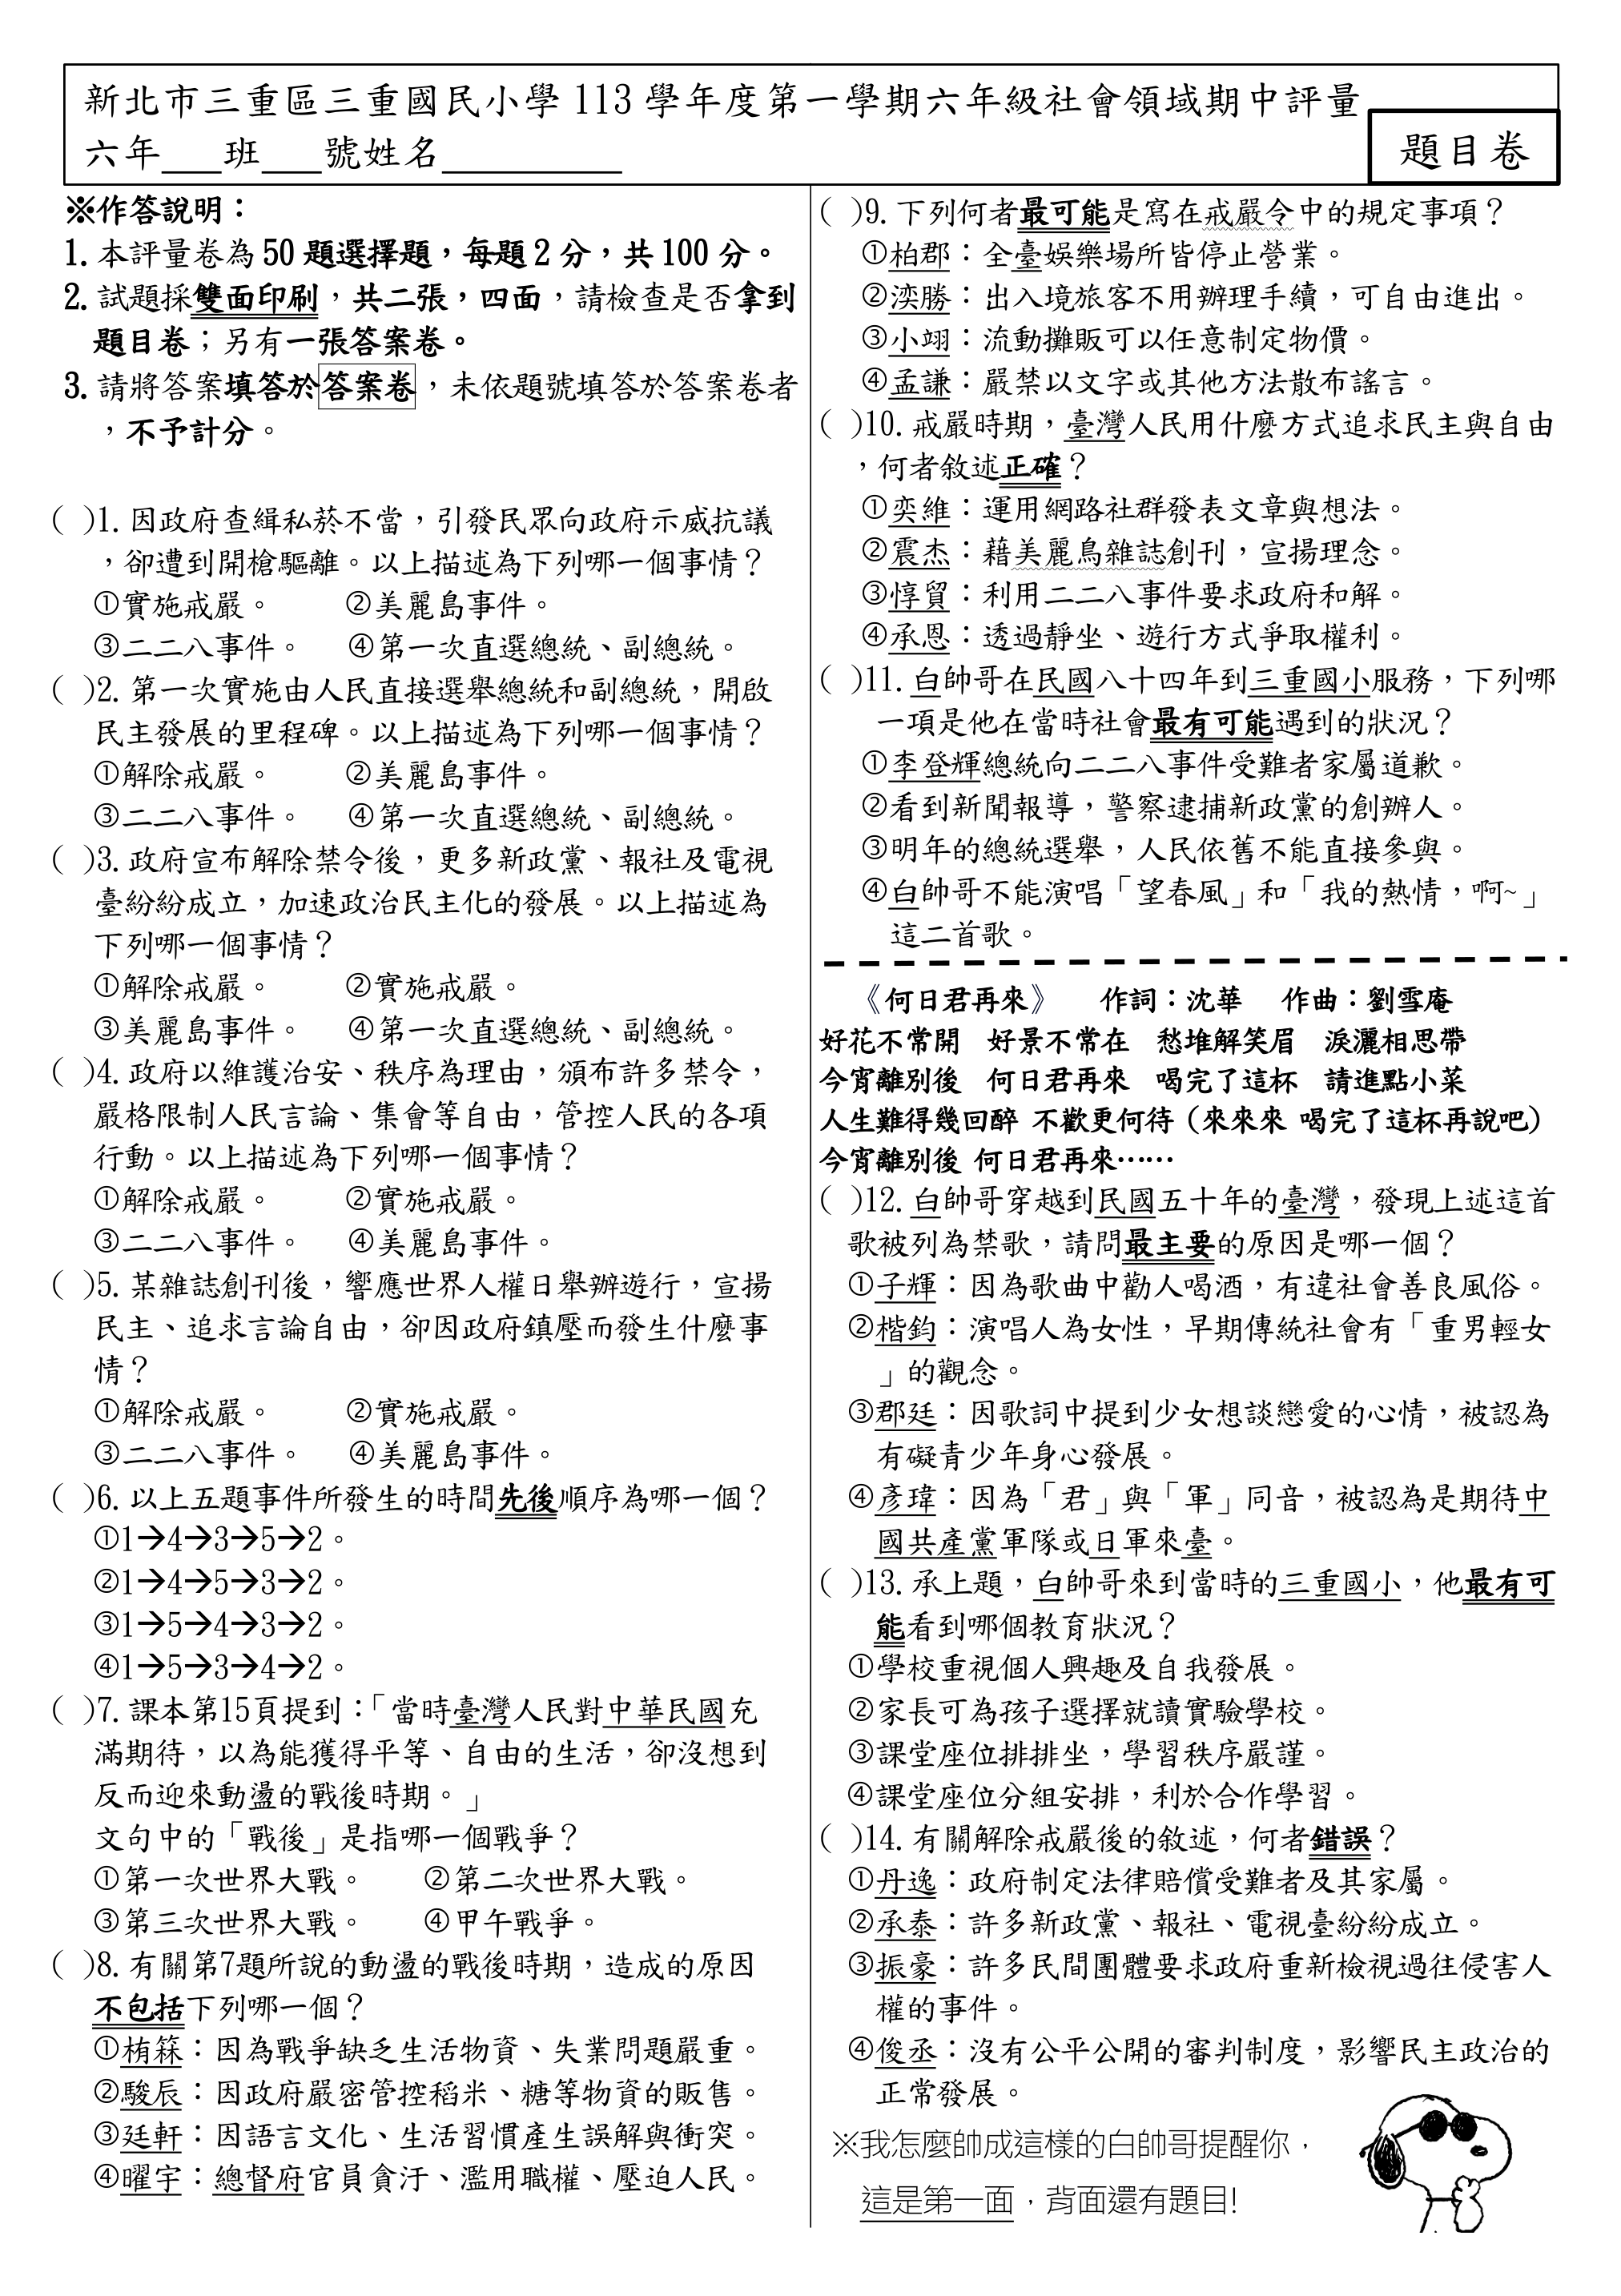 新北市三重區三重國民小學 113 學年度第一學期六年級社會領域期中評量
六年___班___號姓名_________
題目卷
※作答說明：
1. 本評量卷為 50 題選擇題，每題 2 分，共 100 分。
2. 試題採雙面印刷，共二張，四面，請檢查是否拿到
題目卷；另有一張答案卷。
3. 請將答案填答於答案卷，未依題號填答於答案卷者
，不予計分。
( )1. 因政府查緝私菸不當，引發民眾向政府示威抗議
，卻遭到開槍驅離。以上描述為下列哪一個事情？
①實施戒嚴。 ②美麗島事件。
③二二八事件。 ④第一次直選總統、副總統。
( )2. 第一次實施由人民直接選舉總統和副總統，開啟
民主發展的里程碑。以上描述為下列哪一個事情？
①解除戒嚴。 ②美麗島事件。
③二二八事件。 ④第一次直選總統、副總統。
( )3. 政府宣布解除禁令後，更多新政黨、報社及電視
臺紛紛成立，加速政治民主化的發展。以上描述為
下列哪一個事情？
①解除戒嚴。 ②實施戒嚴。
③美麗島事件。 ④第一次直選總統、副總統。
( )4. 政府以維護治安、秩序為理由，頒布許多禁令，
嚴格限制人民言論、集會等自由，管控人民的各項
行動。以上描述為下列哪一個事情？
①解除戒嚴。 ②實施戒嚴。
③二二八事件。 ④美麗島事件。
( )5. 某雜誌創刊後，響應世界人權日舉辦遊行，宣揚
民主、追求言論自由，卻因政府鎮壓而發生什麼事
情？
①解除戒嚴。 ②實施戒嚴。
③二二八事件。 ④美麗島事件。
( )6. 以上五題事件所發生的時間先後順序為哪一個？
①1→4→3→5→2。
②1→4→5→3→2。
③1→5→4→3→2。
④1→5→3→4→2。
( )7. 課本第15頁提到：「當時臺灣人民對中華民國充
滿期待，以為能獲得平等、自由的生活，卻沒想到
反而迎來動盪的戰後時期。」
文句中的「戰後」是指哪一個戰爭？
①第一次世界大戰。 ②第二次世界大戰。
③第三次世界大戰。 ④甲午戰爭。
( )8. 有關第7題所說的動盪的戰後時期，造成的原因
不包括下列哪一個？
①栯箖：因為戰爭缺乏生活物資、失業問題嚴重。
②駿辰：因政府嚴密管控稻米、糖等物資的販售。
③廷軒：因語言文化、生活習慣產生誤解與衝突。
④曜宇：總督府官員貪汙、濫用職權、壓迫人民。
( )9. 下列何者最可能是寫在戒嚴令中的規定事項？
①柏郡：全臺娛樂場所皆停止營業。
②湙勝：出入境旅客不用辦理手續，可自由進出。
③小翊：流動攤販可以任意制定物價。
④孟謙：嚴禁以文字或其他方法散布謠言。
( )10. 戒嚴時期，臺灣人民用什麼方式追求民主與自由
，何者敘述正確？
①奕維：運用網路社群發表文章與想法。
②震杰：藉美麗島雜誌創刊，宣揚理念。
③惇貿：利用二二八事件要求政府和解。
④承恩：透過靜坐、遊行方式爭取權利。
( )11. 白帥哥在民國八十四年到三重國小服務，下列哪
一項是他在當時社會最有可能遇到的狀況？
①李登輝總統向二二八事件受難者家屬道歉。
②看到新聞報導，警察逮捕新政黨的創辦人。
③明年的總統選舉，人民依舊不能直接參與。
④白帥哥不能演唱「望春風」和「我的熱情，啊~」
這二首歌。
《何日君再來》 作詞：沈華 作曲：劉雪庵
好花不常開 好景不常在 愁堆解笑眉 淚灑相思帶
今宵離別後 何日君再來 喝完了這杯 請進點小菜
人生難得幾回醉 不歡更何待（來來來 喝完了這杯再說吧）
今宵離別後 何日君再來……
( )12. 白帥哥穿越到民國五十年的臺灣，發現上述這首
歌被列為禁歌，請問最主要的原因是哪一個？
①子輝：因為歌曲中勸人喝酒，有違社會善良風俗。
②楷鈞：演唱人為女性，早期傳統社會有「重男輕女
」的觀念。
③郡廷：因歌詞中提到少女想談戀愛的心情，被認為
有礙青少年身心發展。
④彥瑋：因為「君」與「軍」同音，被認為是期待中
國共產黨軍隊或日軍來臺。
( )13. 承上題，白帥哥來到當時的三重國小，他最有可
能看到哪個教育狀況？
①學校重視個人興趣及自我發展。
②家長可為孩子選擇就讀實驗學校。
③課堂座位排排坐，學習秩序嚴謹。
④課堂座位分組安排，利於合作學習。
( )14. 有關解除戒嚴後的敘述，何者錯誤？
①丹逸：政府制定法律賠償受難者及其家屬。
②承泰：許多新政黨、報社、電視臺紛紛成立。
③振豪：許多民間團體要求政府重新檢視過往侵害人
權的事件。
④俊丞：沒有公平公開的審判制度，影響民主政治的
正常發展。
※我怎麼帥成這樣的白帥哥提醒你，
這是第一面，背面還有題目!